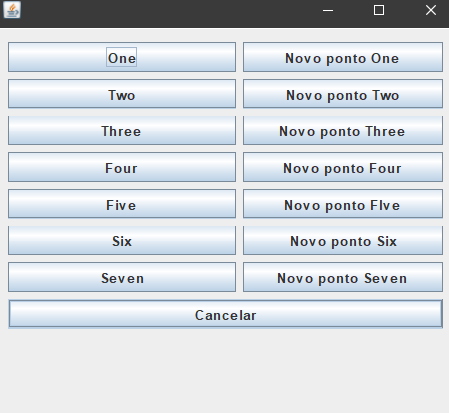 One
Novo ponto One
Two
Novo ponto Two
Three
Novo ponto Three
Four
Novo ponto Four
Five
Novo ponto FIve
Six
Novo ponto Six
Seven
Novo ponto Seven
Cancelar